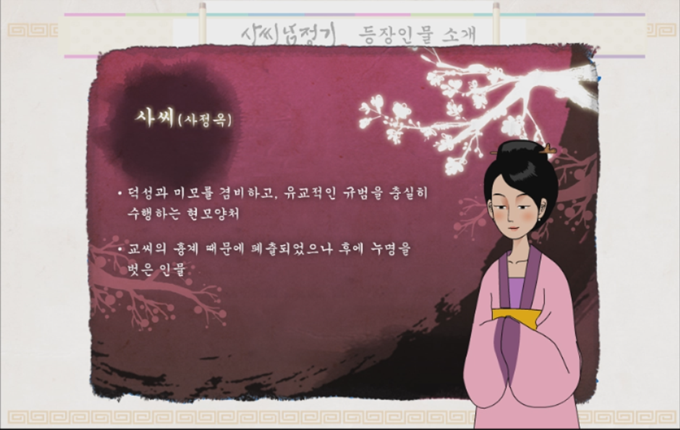 사씨남정기 등장인물 소개
사씨(사정옥)
• 덕성과 미모를 겸비하고, 유교적인 규범을 충실히
수행하는 현모양처
• 교씨의 흉계 때문에 폐출되었으나 후에 누명을
벗은 인물